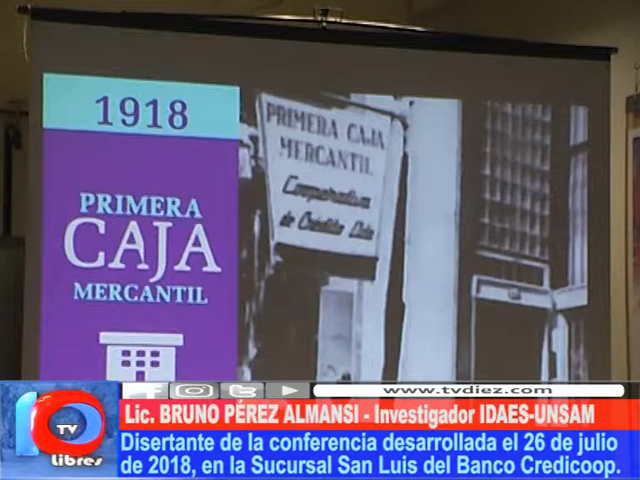 1918
PRIMERA
CAJA
MERCANTIL
PRIMERA CAJA
MERCANTIL
Cooperativa
de Crédito Ltda
www.tvdiez.com
10
TV
libres
Lic. BRUNO PÉREZ ALMANSI - Investigador IDAES-UNSAM
Disertante de la conferencia desarrollada el 26 de julio
de 2018, en la Sucursal San Luis del Banco Credicoop.